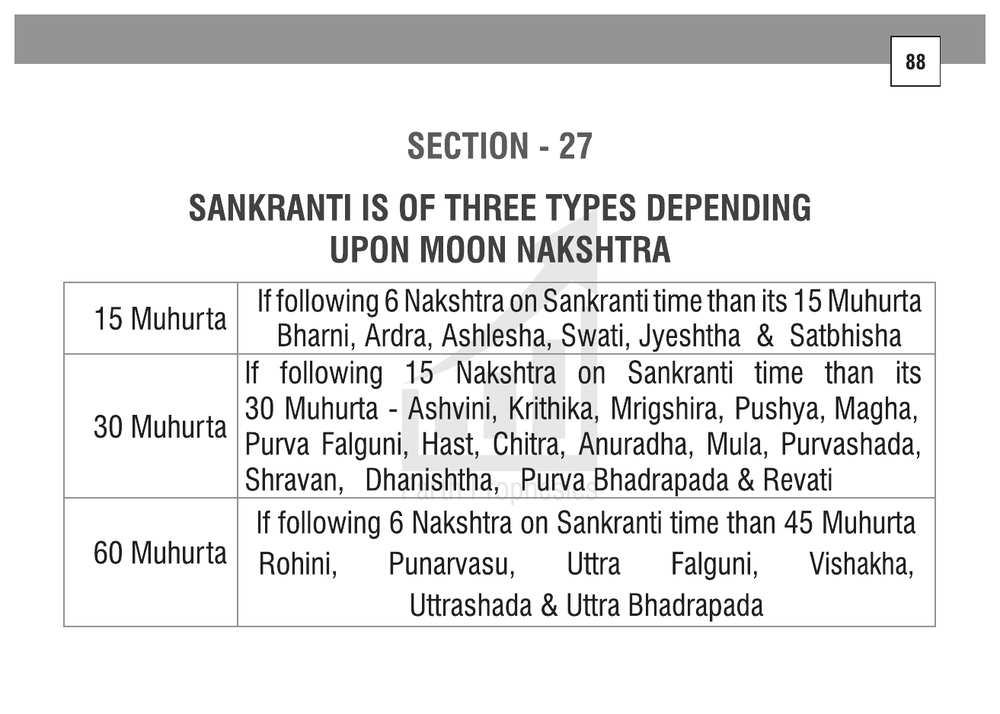 88
SECTION - 27
SANKRANTI IS OF THREE TYPES DEPENDING
UPON MOON NAKSHTRA
15 Muhurta
If following 6 Nakshtra on Sankranti time than its 15 Muhurta
Bharni, Ardra, Ashlesha, Swati, Jyeshtha & Satbhisha
30 Muhurta
If following 15 Nakshtra on Sankranti time than its
30 Muhurta - Ashvini, Krithika, Mrigshira, Pushya, Magha,
Purva Falguni, Hast, Chitra, Anuradha, Mula, Purvashada,
Shravan, Dhanishtha, Purva Bhadrapada & Revati
60 Muhurta
If following 6 Nakshtra on Sankranti time than 45 Muhurta
Rohini, Punarvasu, Uttra Falguni, Vishakha,
Uttrashada & Uttra Bhadrapada